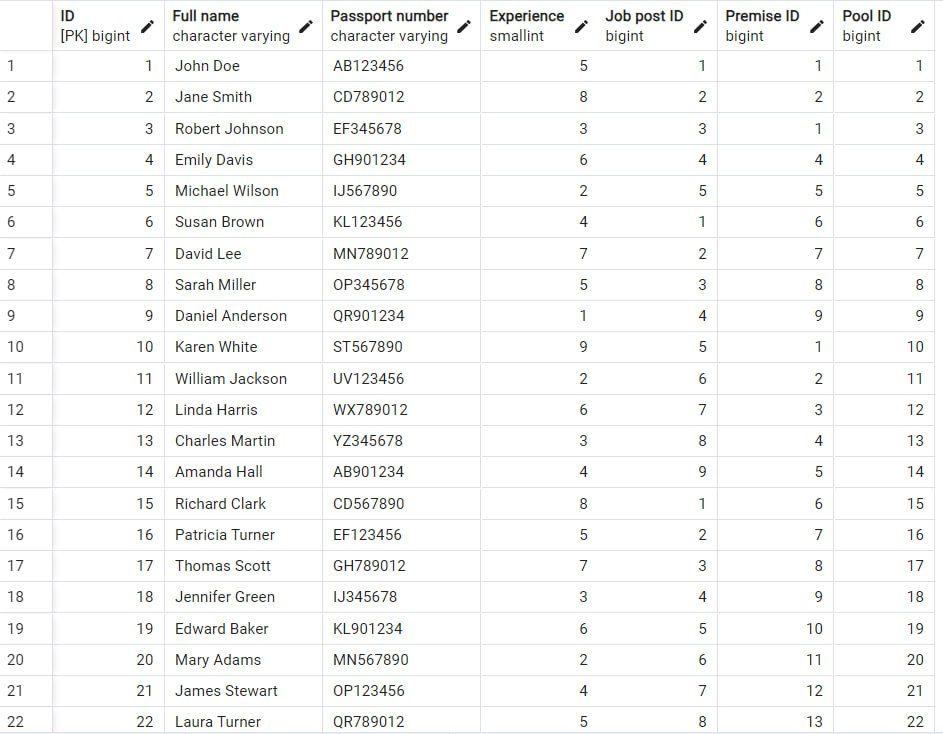 ID Full name Passport number Experience Job post ID Premise ID Pool ID
[PK] bigint character varying character varying smallint bigint bigint bigint
1 1 John Doe AB123456 5 1 1 1
2 2 Jane Smith CD789012 8 2 2 2
3 3 Robert Johnson EF345678 3 3 1 3
4 4 Emily Davis GH901234 6 4 4 4
5 5 Michael Wilson IJ567890 2 5 5 5
6 6 Susan Brown KL123456 4 1 6 6
7 7 David Lee MN789012 7 2 7 7
8 8 Sarah Miller OP345678 5 3 8 8
9 9 Daniel Anderson QR901234 1 4 9 9
10 10 Karen White ST567890 9 5 1 10
11 11 William Jackson UV123456 2 6 2 11
12 12 Linda Harris WX789012 6 7 3 12
13 13 Charles Martin YZ345678 3 8 4 13
14 14 Amanda Hall AB901234 4 9 5 14
15 15 Richard Clark CD567890 8 1 6 15
16 16 Patricia Turner EF123456 5 2 7 16
17 17 Thomas Scott GH789012 7 3 8 17
18 18 Jennifer Green IJ345678 3 4 9 18
19 19 Edward Baker KL901234 6 5 10 19
20 20 Mary Adams MN567890 2 6 11 20
21 21 James Stewart OP123456 4 7 12 21
22 22 Laura Turner QR789012 5 8 13 22